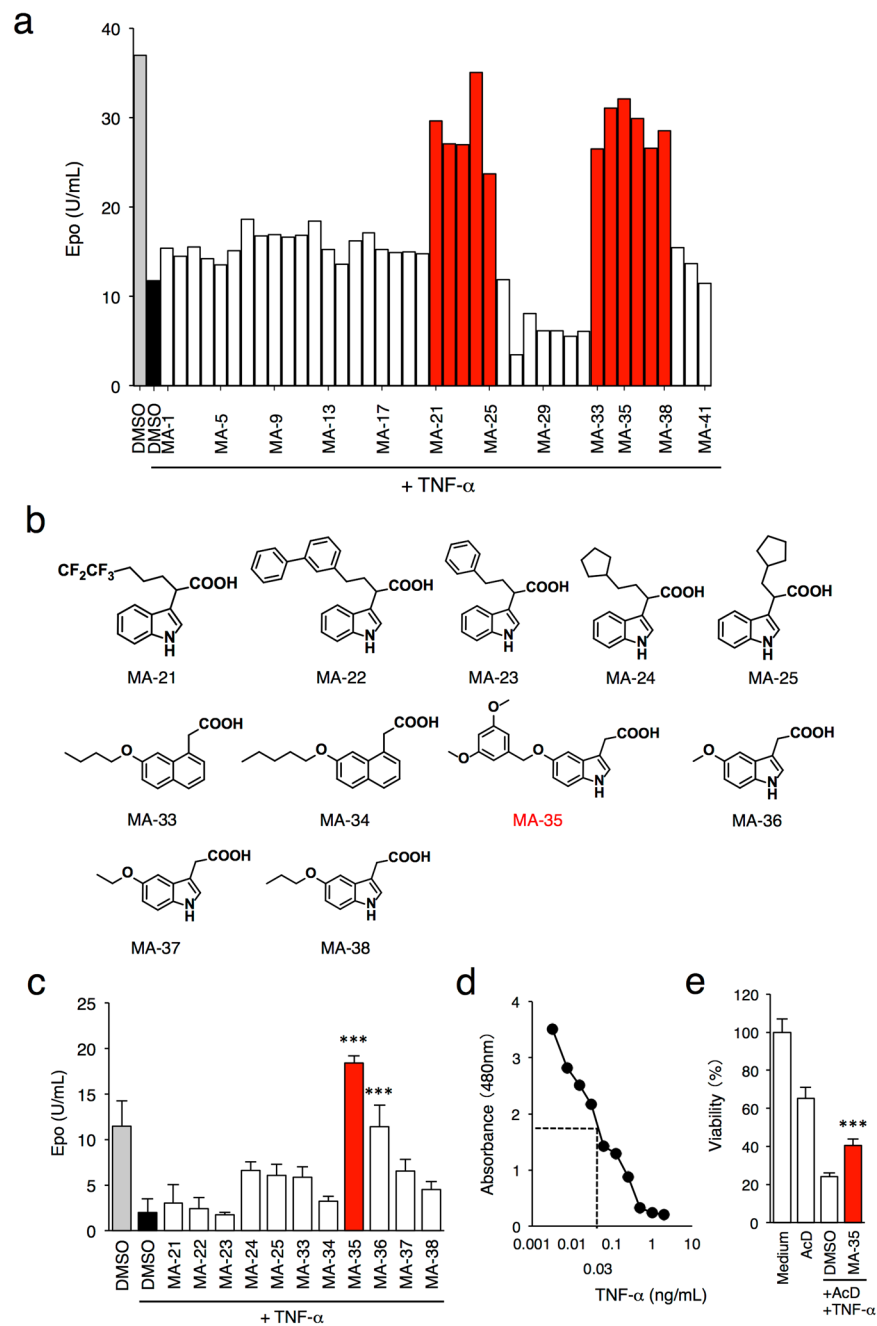 a
Epo (U/mL)
40
30
20
10
0
DMSO
DMSO
MA-1
MA-5
MA-9
MA-13
MA-17
MA-21
MA-25
MA-29
MA-33
MA-35
MA-38
MA-41
+ TNF-α
b
CF₂CF₃ COOH
N
H
MA-21
COOH
N
H
MA-22
COOH
N
H
MA-23
COOH
N
H
MA-24
COOH
N
H
MA-25
COOH
O
MA-33
COOH
O
MA-34
O
COOH
O
O
N
H
MA-35
COOH
O
N
H
MA-36
COOH
O
N
H
MA-37
COOH
O
N
H
MA-38
c
Epo (U/mL)
25
20
15
10
5
0
***
***
DMSO
DMSO
MA-21
MA-22
MA-23
MA-24
MA-25
MA-33
MA-34
MA-35
MA-36
MA-37
MA-38
+ TNF-α
d
Absorbance (480nm)
4
3
2
1
0
0.001 0.01 0.1 1 10
0.03
TNF-α (ng/mL)
e
Viability (%)
120
100
80
60
40
20
0
***
Medium
AcD
DMSO
MA-35
+AcD
+TNF-α